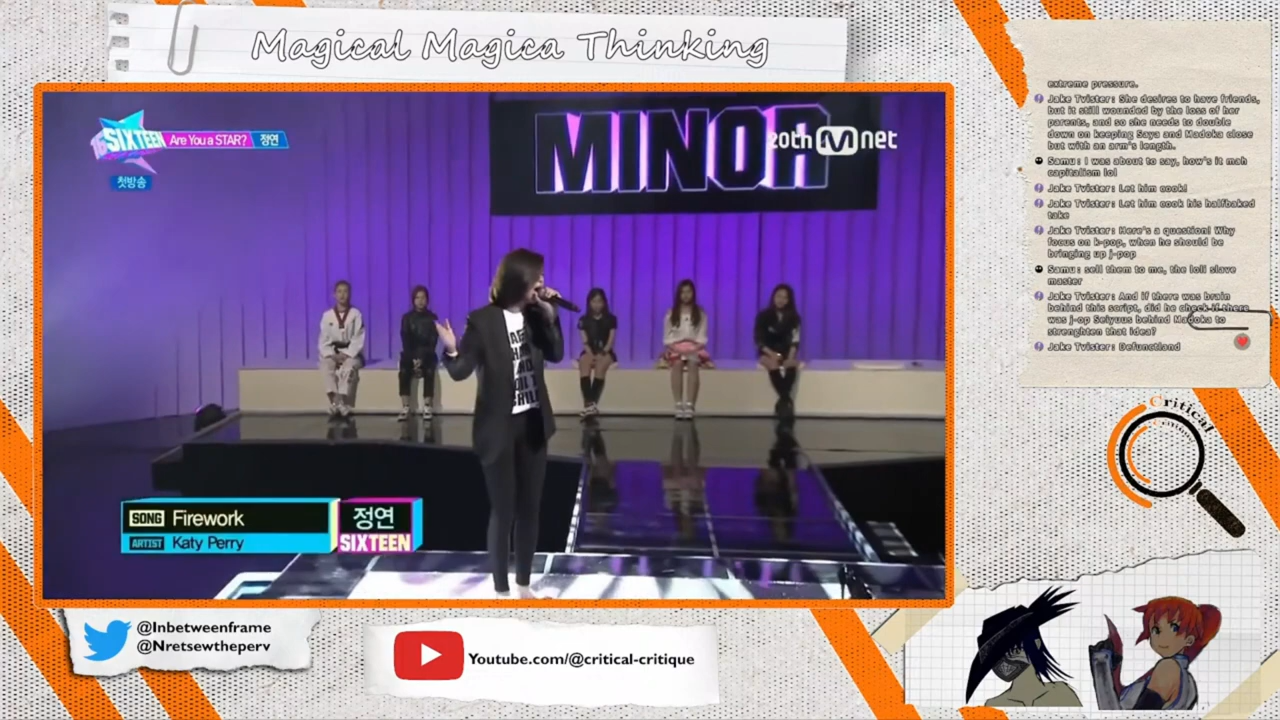 Magical Magica Thinking
SIXTEEN
Are You a STAR?
정연
첫방송
MINOR
20th Mnet
SONG Firework
ARTIST Katy Perry
정연
SIXTEEN
extreme pressure.
Jake Tvister: She desires to have friends,
but it still wounded by the loss of her
parents, and so she needs to double
down on keeping Saya and Madoka close
but with an arm's length.
Samu: I was about to say, how's it mah
capitalism lol
Jake Tvister: Let him cook!
Jake Tvister: Let him cook his halfbaked
take
Jake Tvister: Here's a question! Why
focus on k-pop, when he should be
bringing up j-pop
Samu: sell them to me, the loli slave
master
Jake Tvister: And if there was brain
behind this script, did he check if there
was j-op Seiyuus behind Madoka to
strenghten that idea?
Jake Tvister: Defunctland
Critical
@Inbetweenframe
@Nretsewtheperv
Youtube.com/@critical-critique